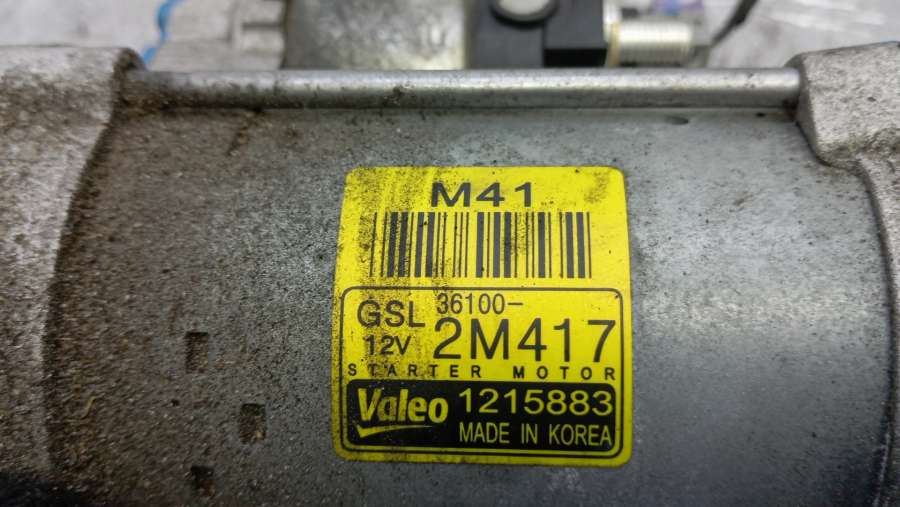 M41
GSL 36100-
12V 2M417
STARTER MOTOR
Valeo 1215883
MADE IN KOREA